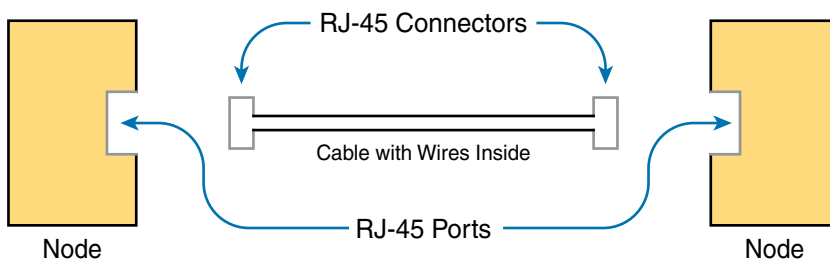 RJ-45 Connectors
Cable with Wires Inside
RJ-45 Ports
Node
Node